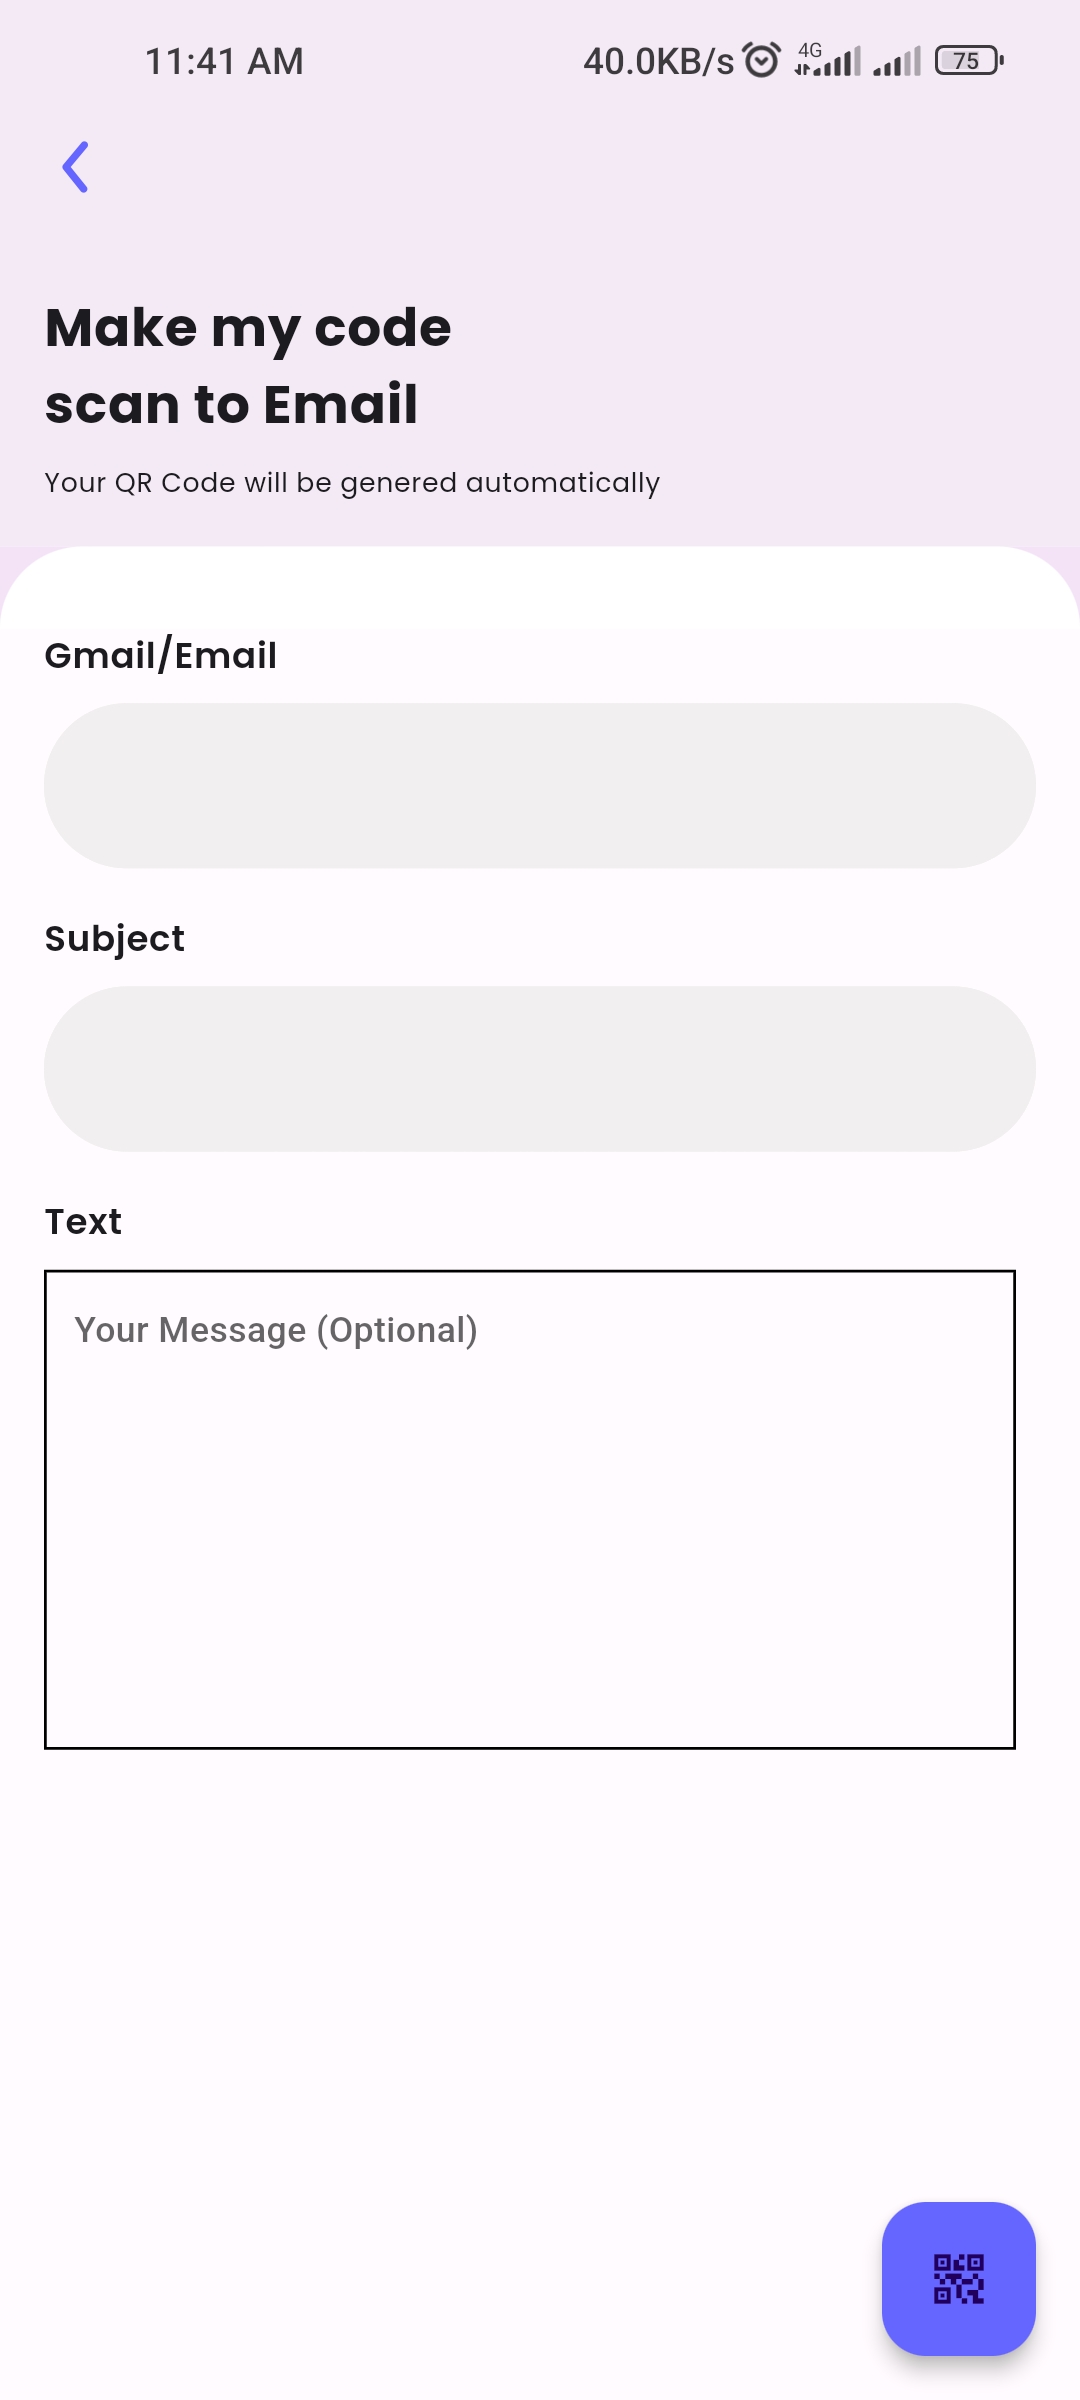 11:41 AM 40.0KB/s 4G 75
Make my code
scan to Email
Your QR Code will be genered automatically
Gmail/Email
Subject
Text
Your Message (Optional)